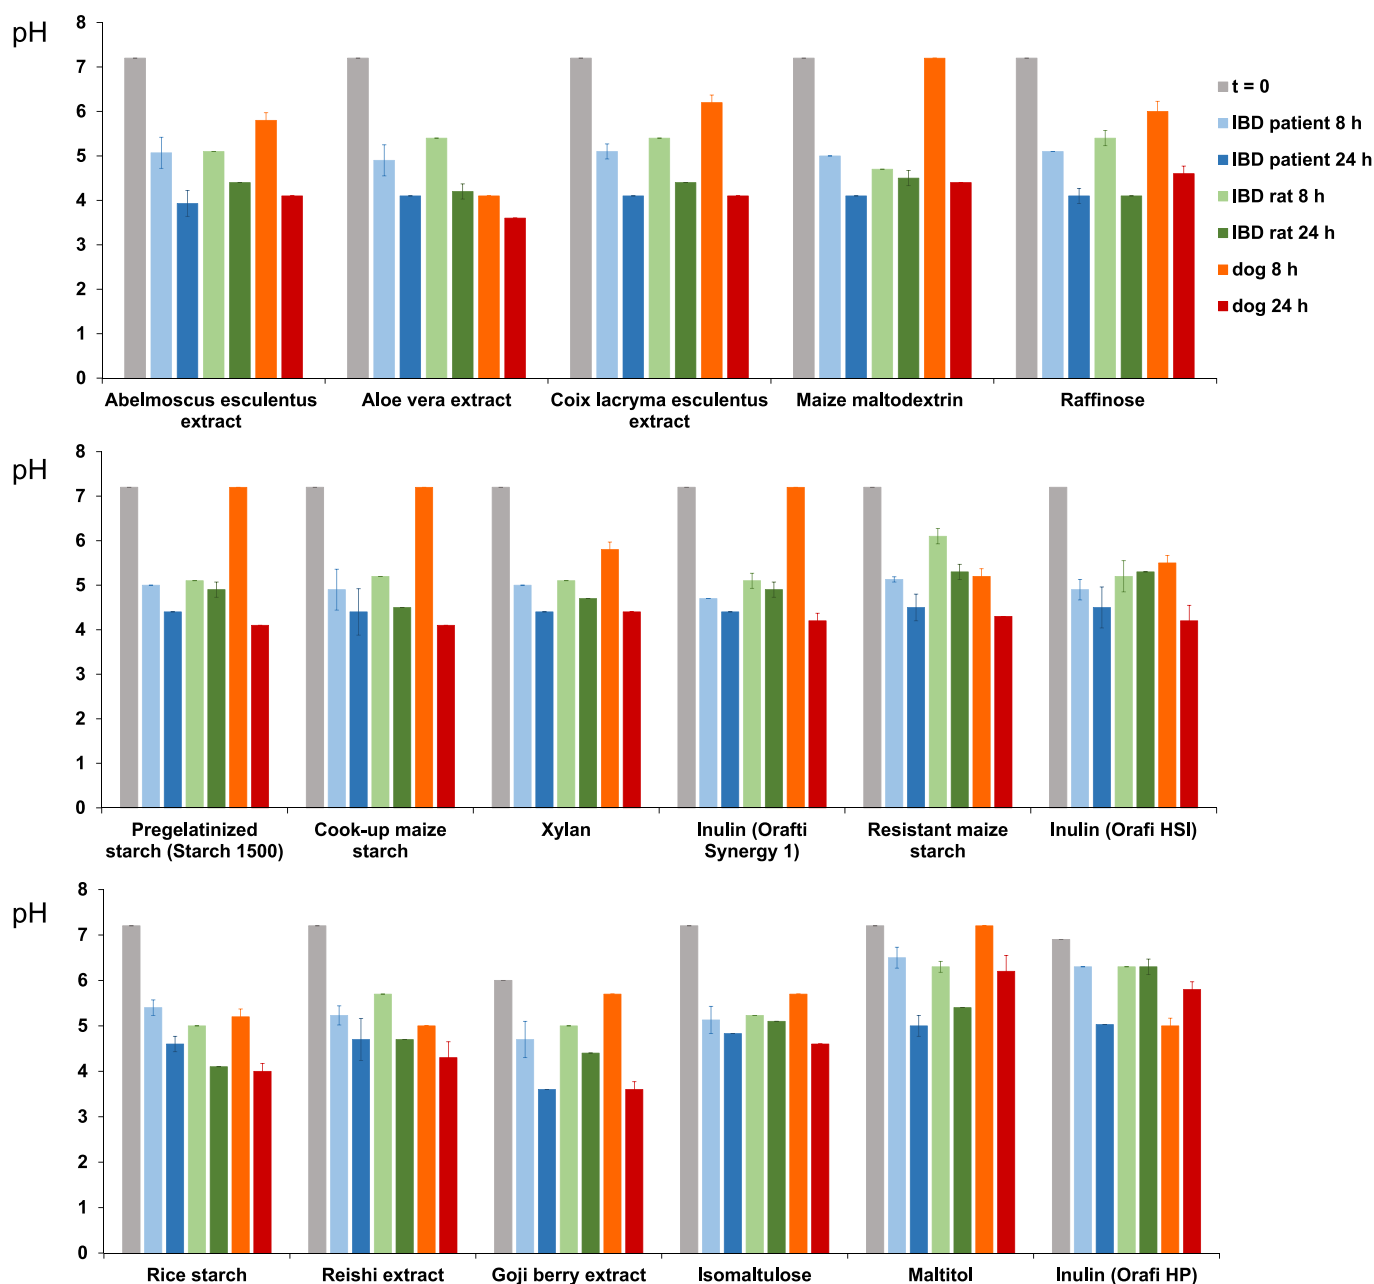 pH
8
7
6
5
4
3
2
1
0
t = 0
IBD patient 8 h
IBD patient 24 h
IBD rat 8 h
IBD rat 24 h
dog 8 h
dog 24 h
Abelmoscus esculentus
extract
Aloe vera extract
Coix lacryma esculentus
extract
Maize maltodextrin
Raffinose
pH
8
7
6
5
4
3
2
1
0
Pregelatinized
starch (Starch 1500)
Cook-up maize
starch
Xylan
Inulin (Orafti
Synergy 1)
Resistant maize
starch
Inulin (Orafi HSI)
pH
8
7
6
5
4
3
2
1
0
Rice starch
Reishi extract
Goji berry extract
Isomaltulose
Maltitol
Inulin (Orafi HP)